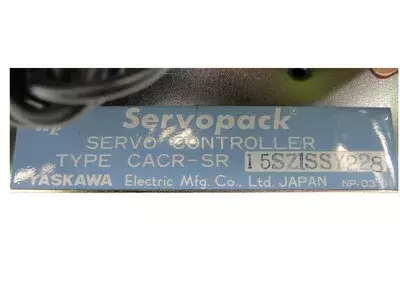 Servopack
SERVO CONTROLLER
TYPE CACR-SR 15SZ1SSY228
YASKAWA Electric Mfg. Co., Ltd. JAPAN